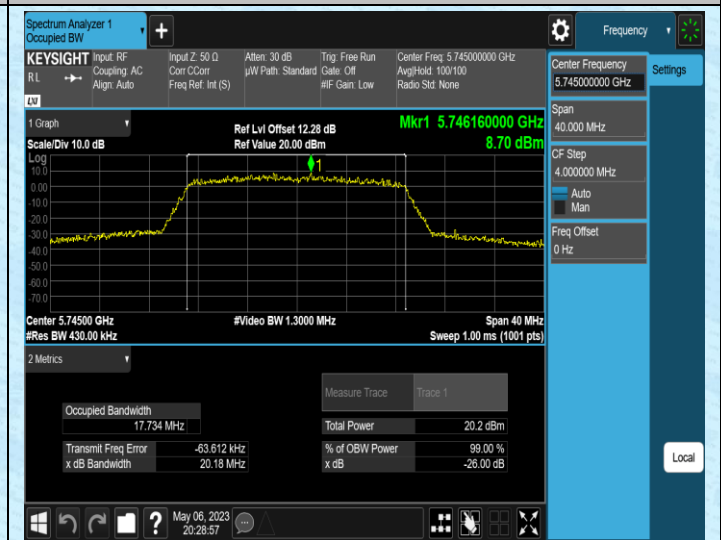 Spectrum Analyzer 1
Occupied BW
Frequency
KEYSIGHT
R L
LXI
Input: RF
Coupling: AC
Align: Auto
Input Z: 50 Ω
Corr CCorr
Freq Ref: Int (S)
Atten: 30 dB
µW Path: Standard
Trig: Free Run
Gate: Off
#IF Gain: Low
Center Freq: 5.745000000 GHz
Avg|Hold: 100/100
Radio Std: None
Center Frequency
5.745000000 GHz
Settings
Span
40.000 MHz
CF Step
4.000000 MHz
Auto
Man
Freq Offset
0 Hz
1 Graph
Scale/Div 10.0 dB
Ref Lvl Offset 12.28 dB
Ref Value 20.00 dBm
Mkr1 5.746160000 GHz
8.70 dBm
Log
10.0
0.00
-10.0
-20.0
-30.0
-40.0
-50.0
-60.0
-70.0
1
Center 5.74500 GHz
#Res BW 430.00 kHz
#Video BW 1.3000 MHz
Span 40 MHz
Sweep 1.00 ms (1001 pts)
2 Metrics
Measure Trace
Trace 1
Occupied Bandwidth
17.734 MHz
Total Power
20.2 dBm
Transmit Freq Error
-63.612 kHz
% of OBW Power
99.00 %
x dB Bandwidth
20.18 MHz
x dB
-26.00 dB
Local
?
May 06, 2023
20:28:57